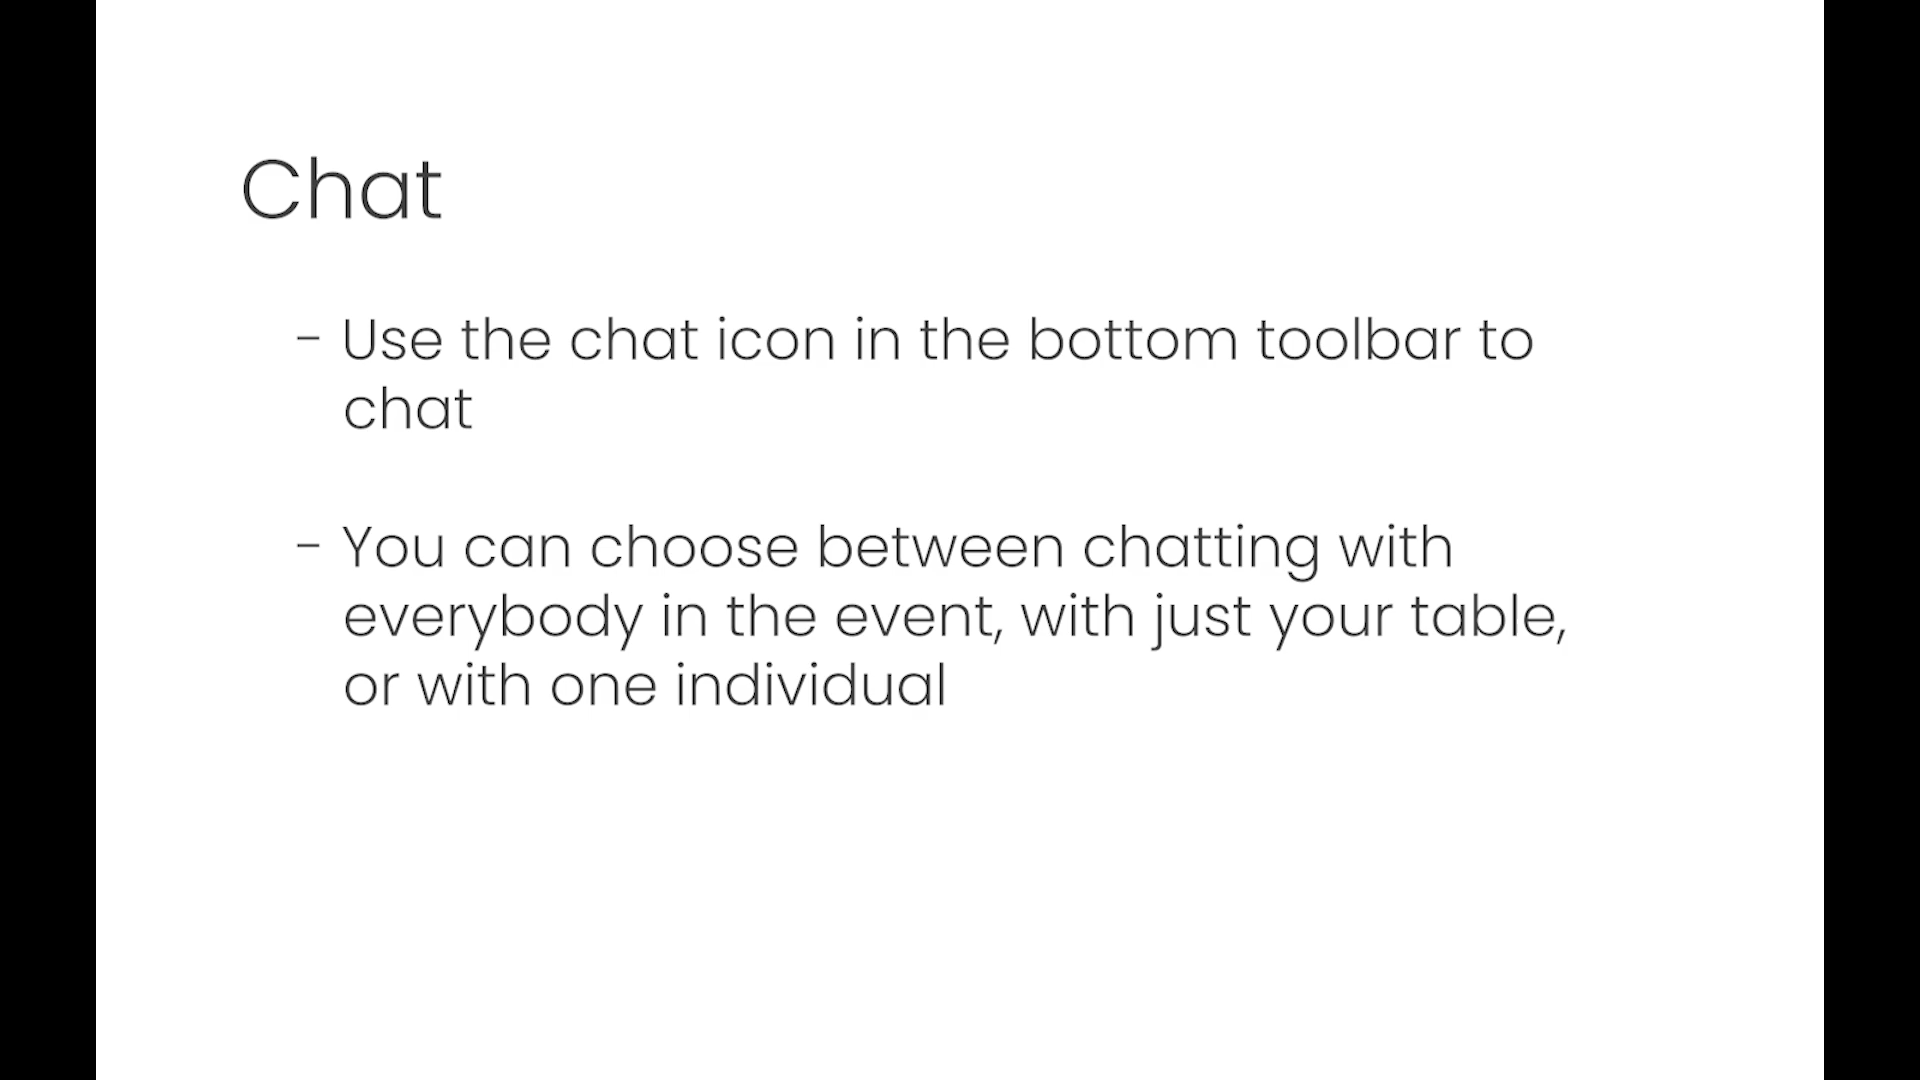 Chat
- Use the chat icon in the bottom toolbar to
chat
- You can choose between chatting with
everybody in the event, with just your table,
or with one individual